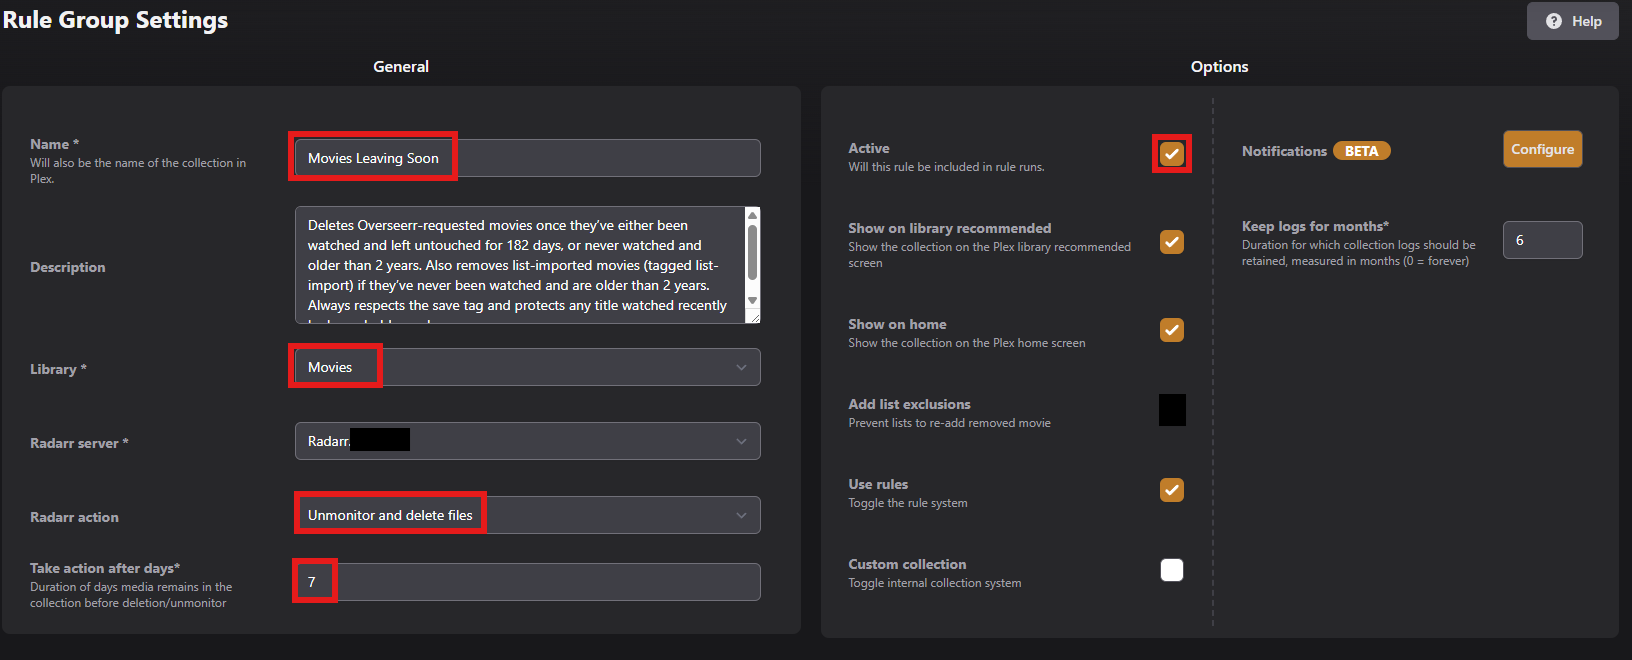 Rule Group Settings
Help
General
Name *
Will also be the name of the collection in
Plex.
Movies Leaving Soon
Description
Deletes Overseerr-requested movies once they’ve either been
watched and left untouched for 182 days, or never watched and
older than 2 years. Also removes list-imported movies (tagged list-
import) if they’ve never been watched and are older than 2 years.
Always respects the save tag and protects any title watched recently
Library *
Movies
Radarr server *
Radarr
Radarr action
Unmonitor and delete files
Take action after days*
Duration of days media remains in the
collection before deletion/unmonitor
7
Options
Active
Will this rule be included in rule runs.
Show on library recommended
Show the collection on the Plex library recommended
screen
Show on home
Show the collection on the Plex home screen
Add list exclusions
Prevent lists to re-add removed movie
Use rules
Toggle the rule system
Custom collection
Toggle internal collection system
Notifications BETA
Configure
Keep logs for months*
Duration for which collection logs should be
retained, measured in months (0 = forever)
6